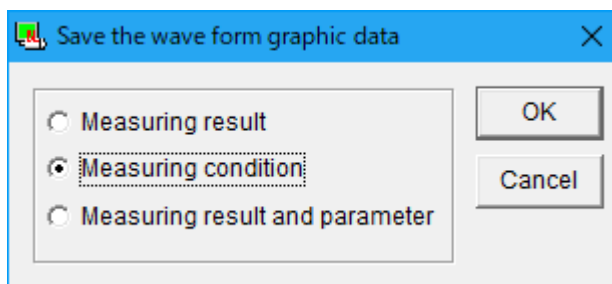 Save the wave form graphic data
Measuring result
OK
Measuring condition
Cancel
Measuring result and parameter